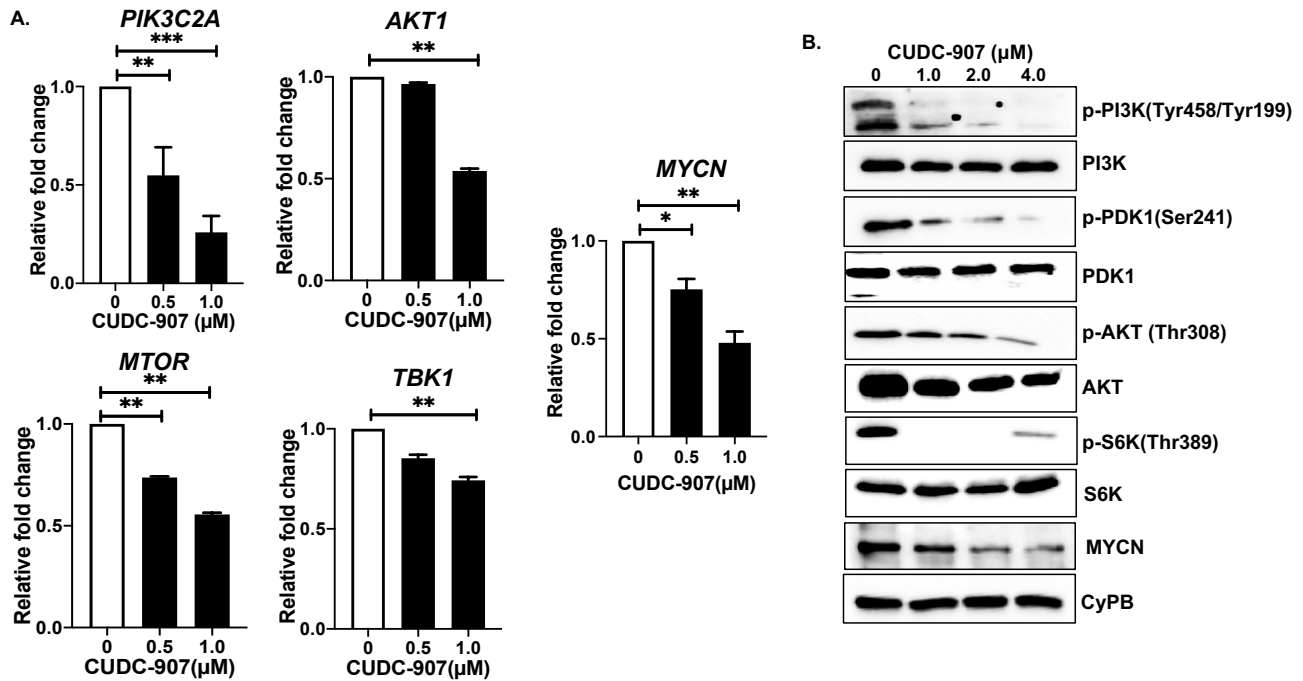 A.
PIK3C2A
***
**
Relative fold change
1.0
0.5
0.0
0 0.5 1.0
CUDC-907 (µM)
AKT1
**
Relative fold change
1.0
0.5
0.0
0 0.5 1.0
CUDC-907(µM)
MTOR
**
**
Relative fold change
1.0
0.5
0.0
0 0.5 1.0
CUDC-907(µM)
TBK1
**
Relative fold change
1.0
0.5
0.0
0 0.5 1.0
CUDC-907(µM)
MYCN
**
*
Relative fold change
1.0
0.5
0.0
0 0.5 1.0
CUDC-907(µM)
B.
CUDC-907 (µM)
0 1.0 2.0 4.0
p-PI3K(Tyr458/Tyr199)
PI3K
p-PDK1(Ser241)
PDK1
p-AKT (Thr308)
AKT
p-S6K(Thr389)
S6K
MYCN
CyPB